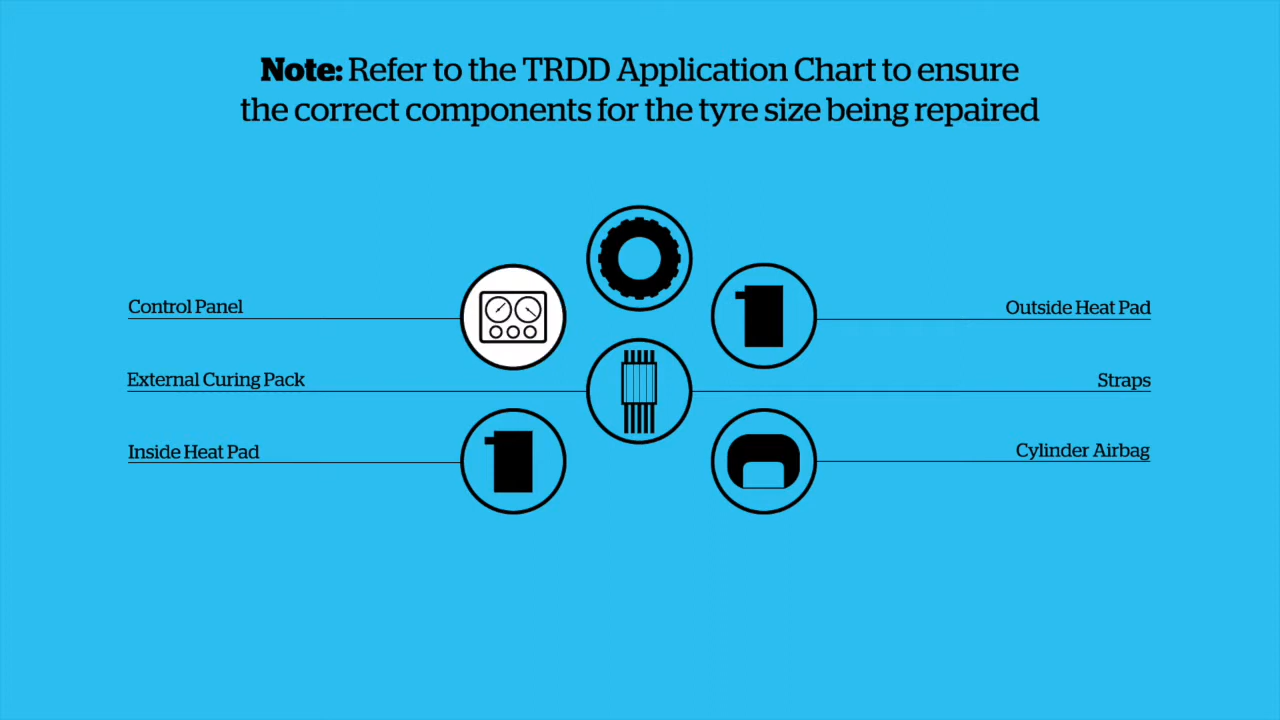 Note: Refer to the TRDD Application Chart to ensure
the correct components for the tyre size being repaired
Control Panel
External Curing Pack
Inside Heat Pad
Outside Heat Pad
Straps
Cylinder Airbag